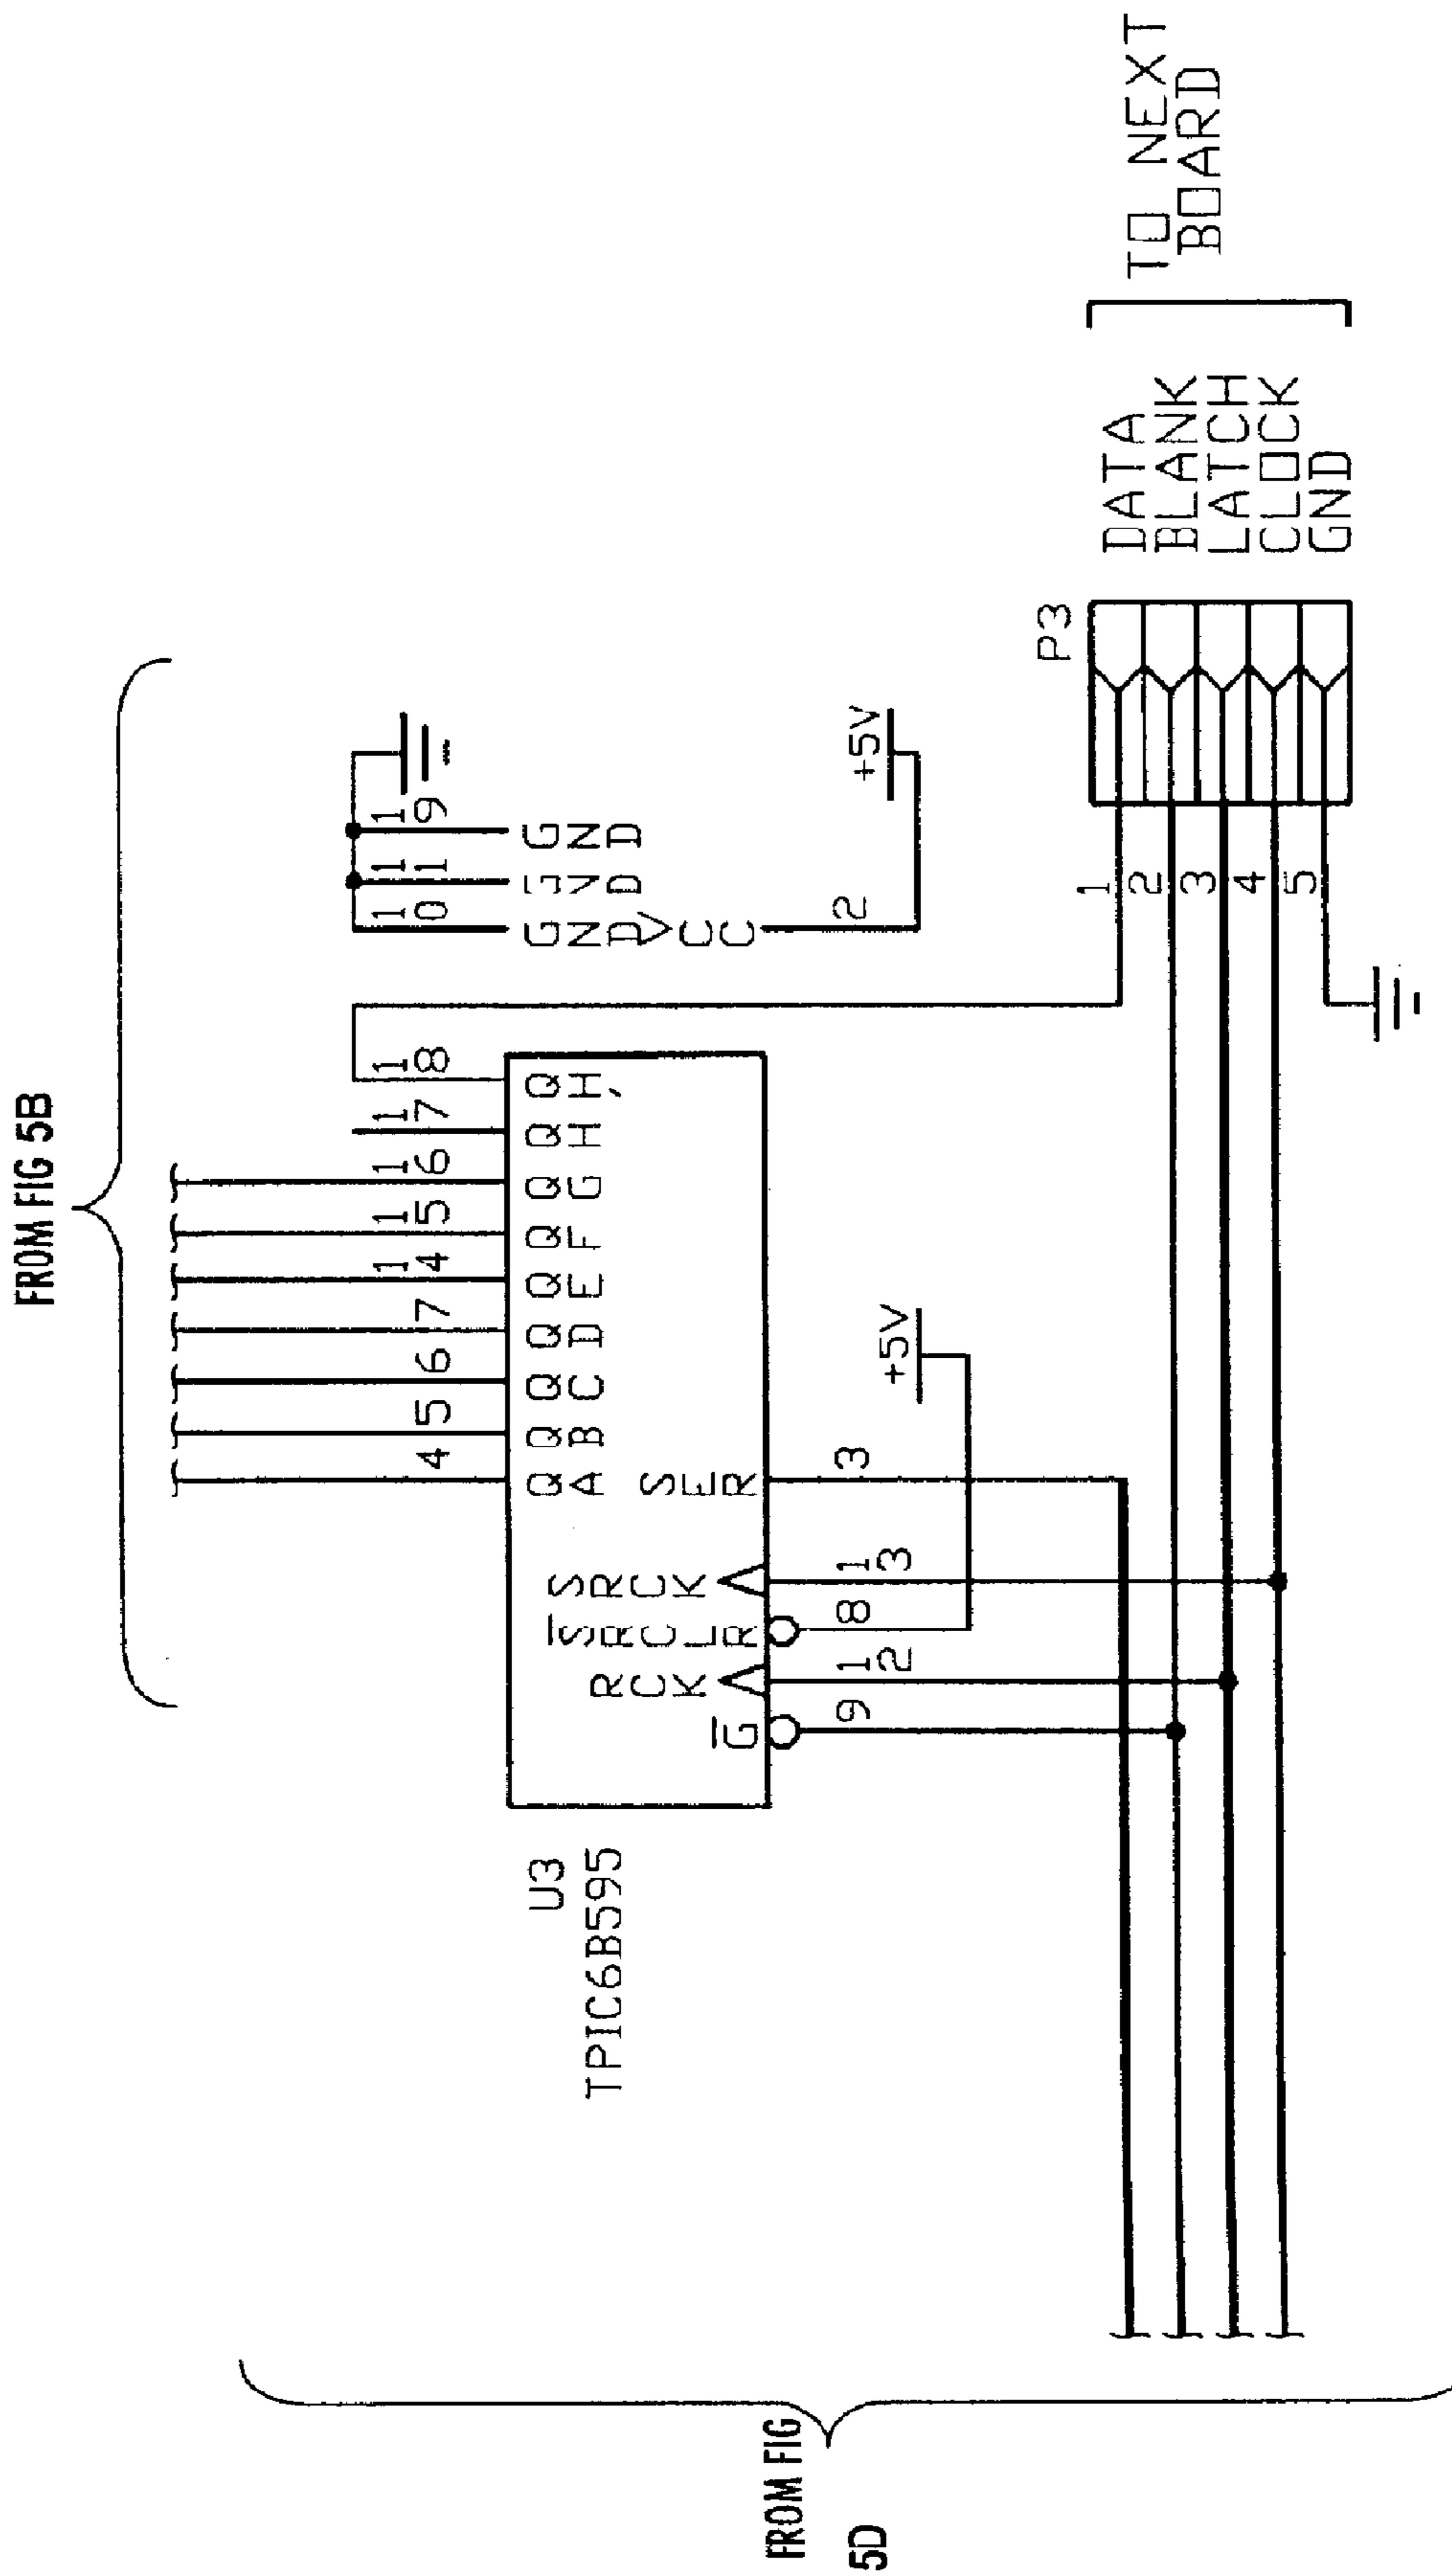 FROM FIG 5B
U3
TPIC6B595
4
5
6
7
14
15
16
17
18
10
11
19
QA
QB
QC
QD
QE
QF
QG
QH
QH'
GND
GND
GND
VCC
G
RCK
SRCLR
SRCK
SER
9
12
8
13
3
2
+5V
+5V
P3
1
2
3
4
5
DATA
BLANK
LATCH
CLOCK
GND
TO NEXT
BOARD
FROM FIG
5D